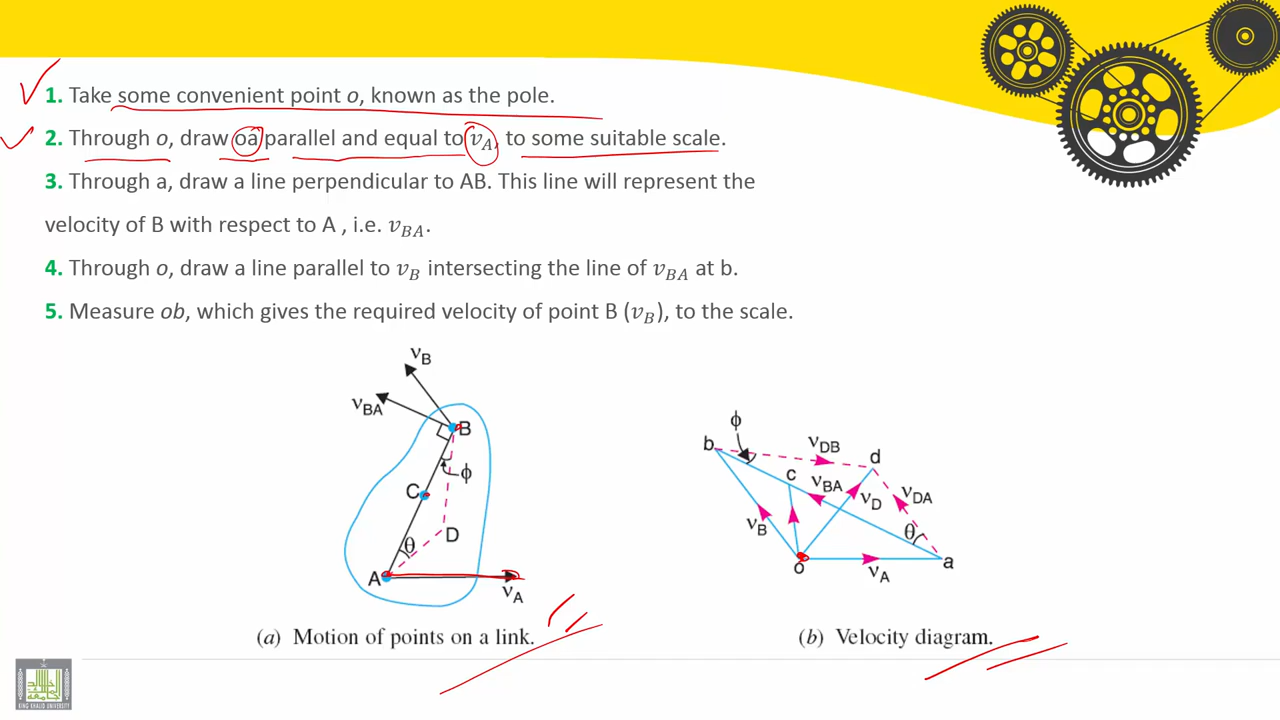 1. Take some convenient point o, known as the pole.
2. Through o, draw oa parallel and equal to vA, to some suitable scale.
3. Through a, draw a line perpendicular to AB. This line will represent the
velocity of B with respect to A , i.e. vBA.
4. Through o, draw a line parallel to vB intersecting the line of vBA at b.
5. Measure ob, which gives the required velocity of point B (vB), to the scale.
vB
vBA
B
ϕ
C
D
θ
A
vA
(a) Motion of points on a link.
ϕ
b
vDB
d
c
vBA
vD
vDA
vB
θ
o
vA
a
(b) Velocity diagram.
KING KHALID UNIVERSITY